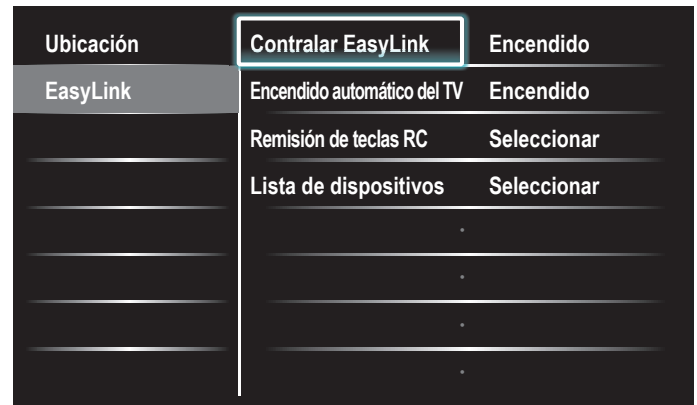 Ubicación Contralar EasyLink Encendido
EasyLink Encendido automático del TV Encendido
Remisión de teclas RC Seleccionar
Lista de dispositivos Seleccionar